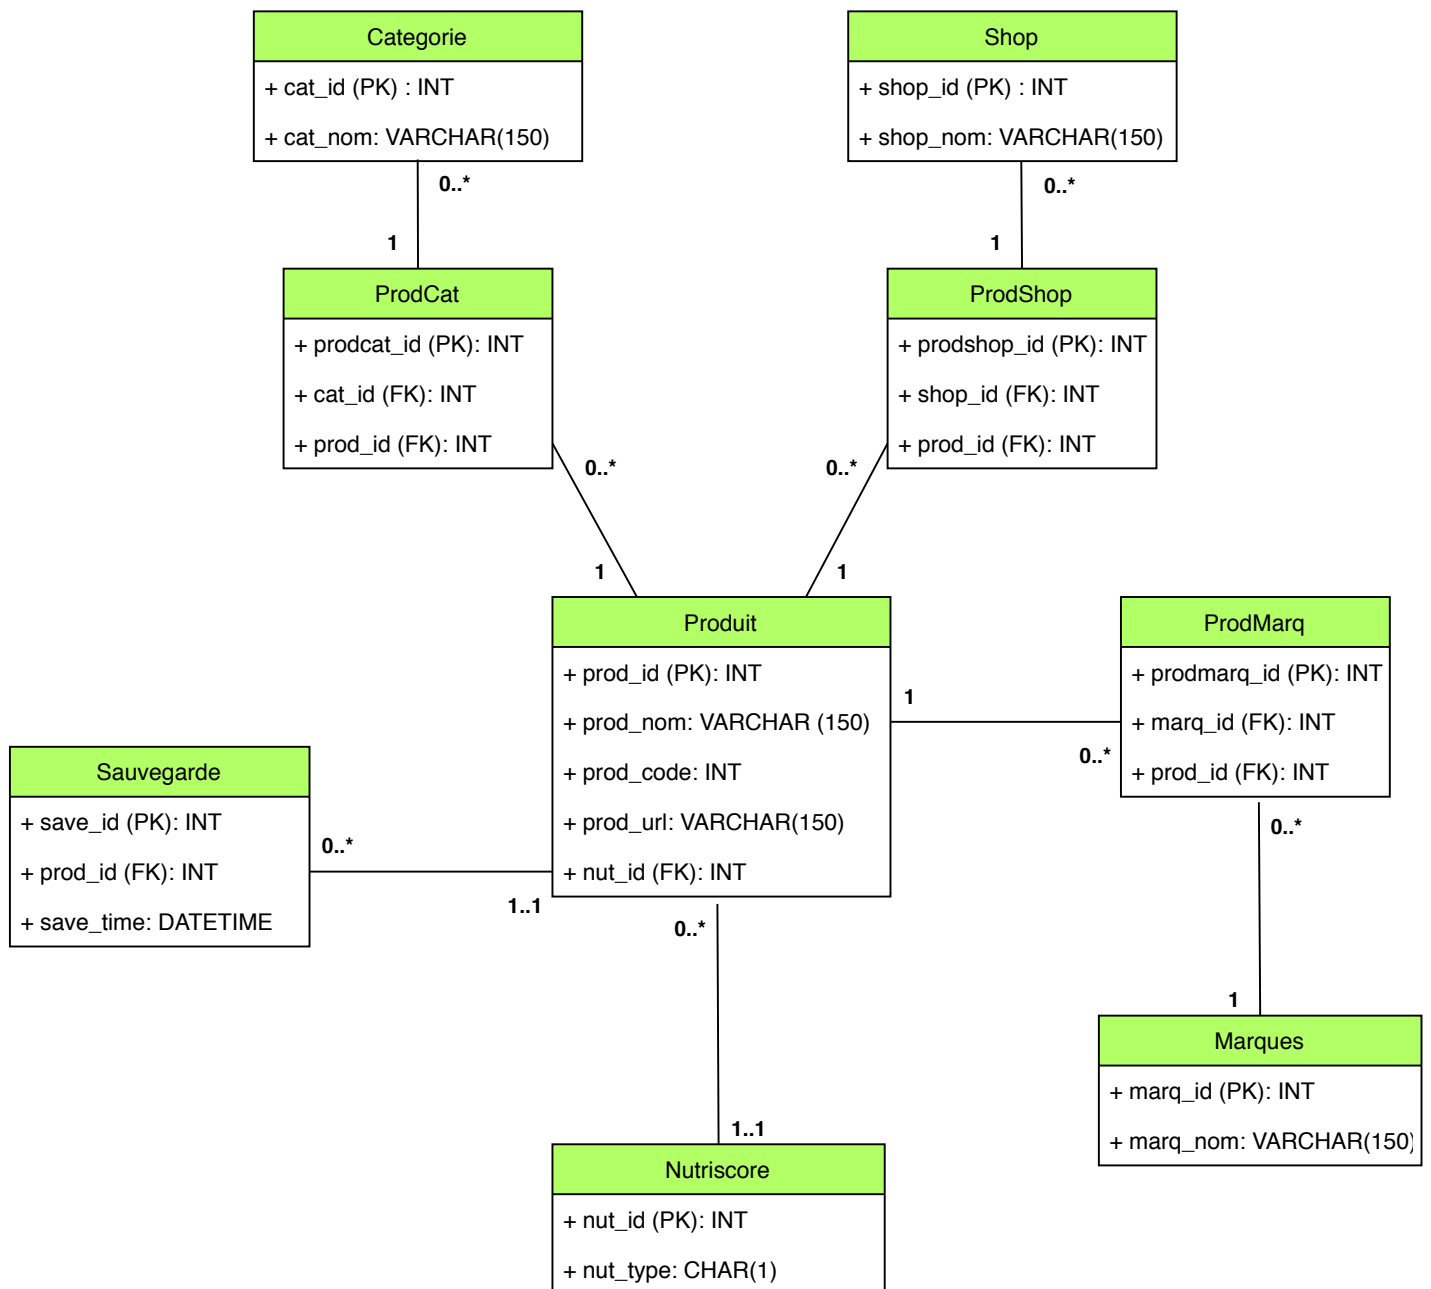 Categorie
+ cat_id (PK) : INT
+ cat_nom: VARCHAR(150)
0..*
1
Shop
+ shop_id (PK) : INT
+ shop_nom: VARCHAR(150)
0..*
1
ProdCat
+ prodcat_id (PK): INT
+ cat_id (FK): INT
+ prod_id (FK): INT
0..*
1
ProdShop
+ prodshop_id (PK): INT
+ shop_id (FK): INT
+ prod_id (FK): INT
0..*
1
Produit
+ prod_id (PK): INT
+ prod_nom: VARCHAR (150)
+ prod_code: INT
+ prod_url: VARCHAR(150)
+ nut_id (FK): INT
1
0..*
ProdMarq
+ prodmarq_id (PK): INT
+ marq_id (FK): INT
+ prod_id (FK): INT
0..*
1
Sauvegarde
+ save_id (PK): INT
+ prod_id (FK): INT
+ save_time: DATETIME
0..*
1..1
0..*
1..1
Marques
+ marq_id (PK): INT
+ marq_nom: VARCHAR(150)
Nutriscore
+ nut_id (PK): INT
+ nut_type: CHAR(1)